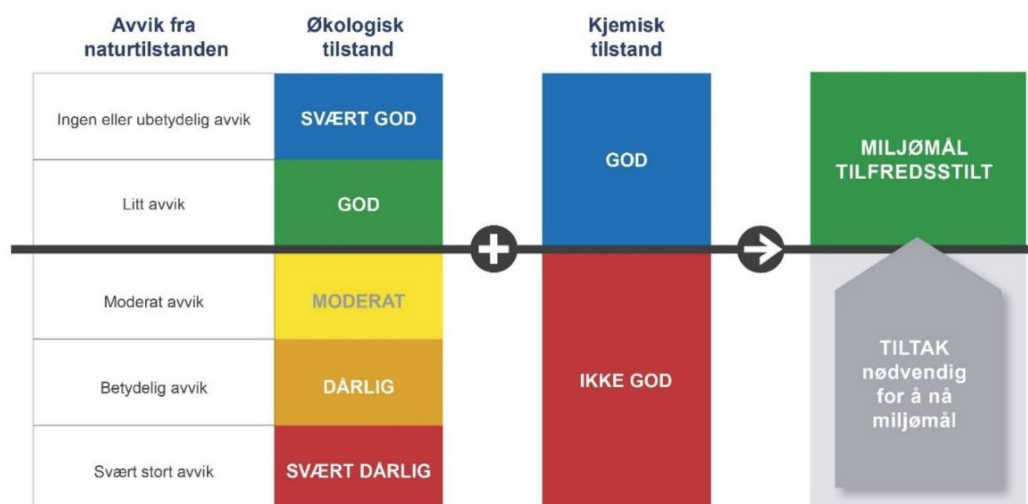 Avvik fra
naturtilstanden
Økologisk
tilstand
Kjemisk
tilstand
Ingen eller ubetydelig avvik
SVÆRT GOD
GOD
MILJØMÅL
TILFREDSSTILT
Litt avvik
GOD
Moderat avvik
MODERAT
Betydelig avvik
DÅRLIG
IKKE GOD
TILTAK
nødvendig
for å nå
miljømål
Svært stort avvik
SVÆRT DÅRLIG